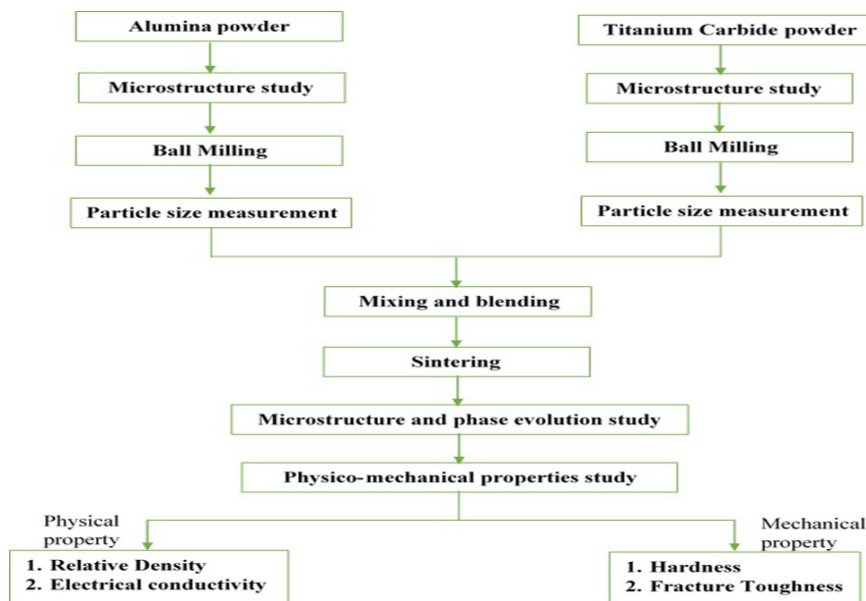 Alumina powder
Titanium Carbide powder
Microstructure study
Microstructure study
Ball Milling
Ball Milling
Particle size measurement
Particle size measurement
Mixing and blending
Sintering
Microstructure and phase evolution study
Physico-mechanical properties study
Physical
property
Mechanical
property
1. Relative Density
2. Electrical conductivity
1. Hardness
2. Fracture Toughness